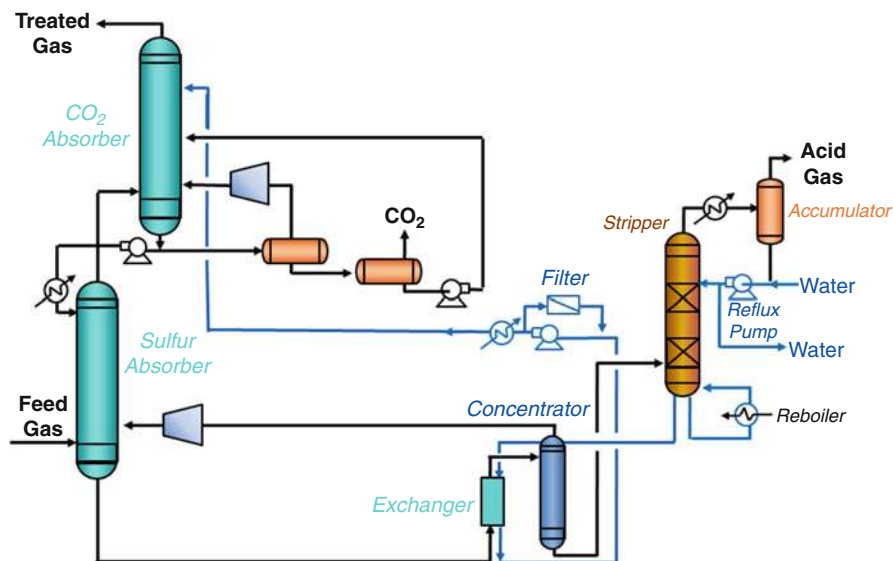 Treated
Gas
CO2
Absorber
Acid
Gas
Accumulator
Stripper
CO2
Filter
Water
Reflux
Pump
Water
Sulfur
Absorber
Feed
Gas
Concentrator
Reboiler
Exchanger